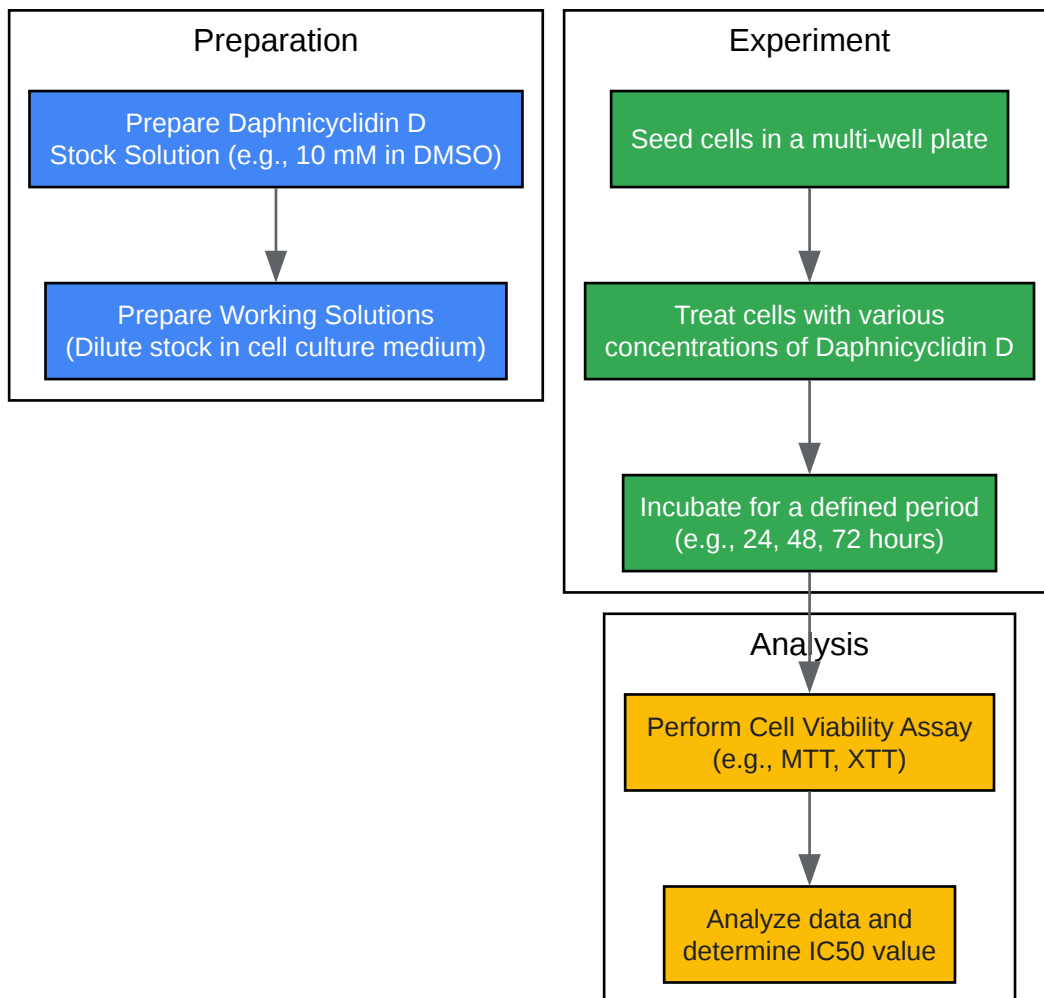 Preparation
Prepare Daphnicyclidin D
Stock Solution (e.g., 10 mM in DMSO)
Prepare Working Solutions
(Dilute stock in cell culture medium)
Experiment
Seed cells in a multi-well plate
Treat cells with various
concentrations of Daphnicyclidin D
Incubate for a defined period
(e.g., 24, 48, 72 hours)
Analysis
Perform Cell Viability Assay
(e.g., MTT, XTT)
Analyze data and
determine IC50 value